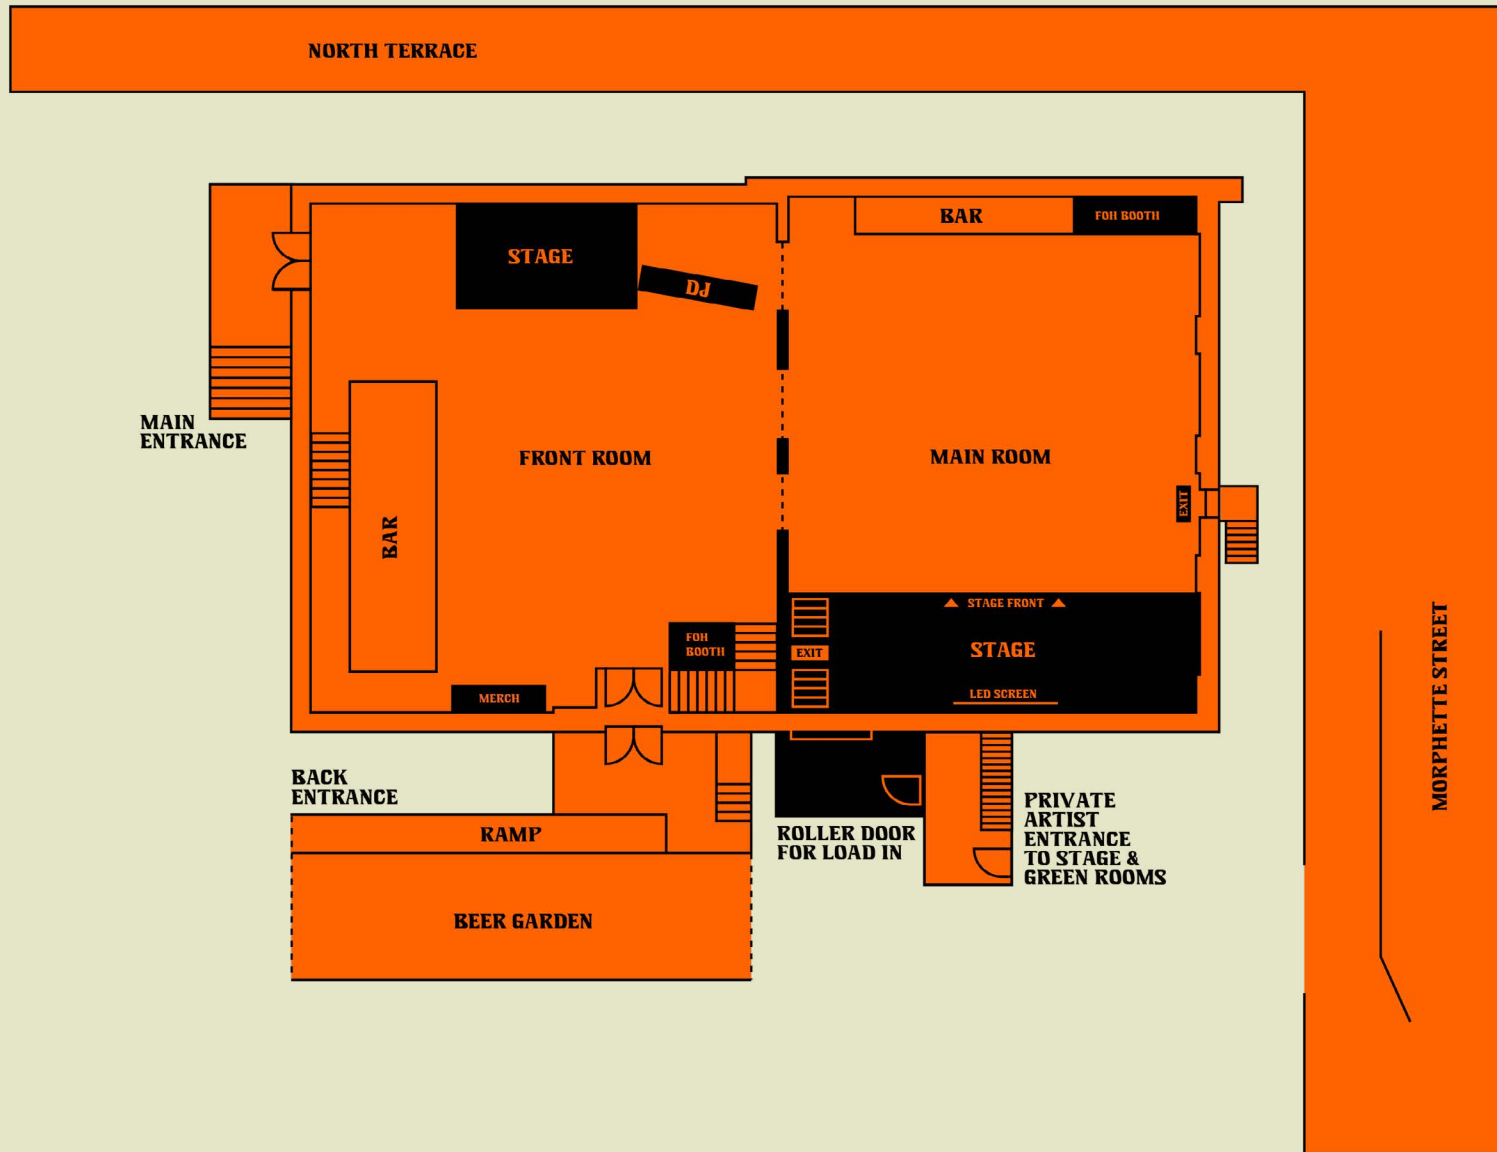 NORTH TERRACE
BAR
FOH BOOTH
STAGE
DJ
MAIN
ENTRANCE
FRONT ROOM
MAIN ROOM
EXIT
BAR
STAGE FRONT
FOH
BOOTH
EXIT
STAGE
LED SCREEN
MERCH
MORPHETTE STREET
BACK
ENTRANCE
RAMP
ROLLER DOOR
FOR LOAD IN
PRIVATE
ARTIST
ENTRANCE
TO STAGE &
GREEN ROOMS
BEER GARDEN